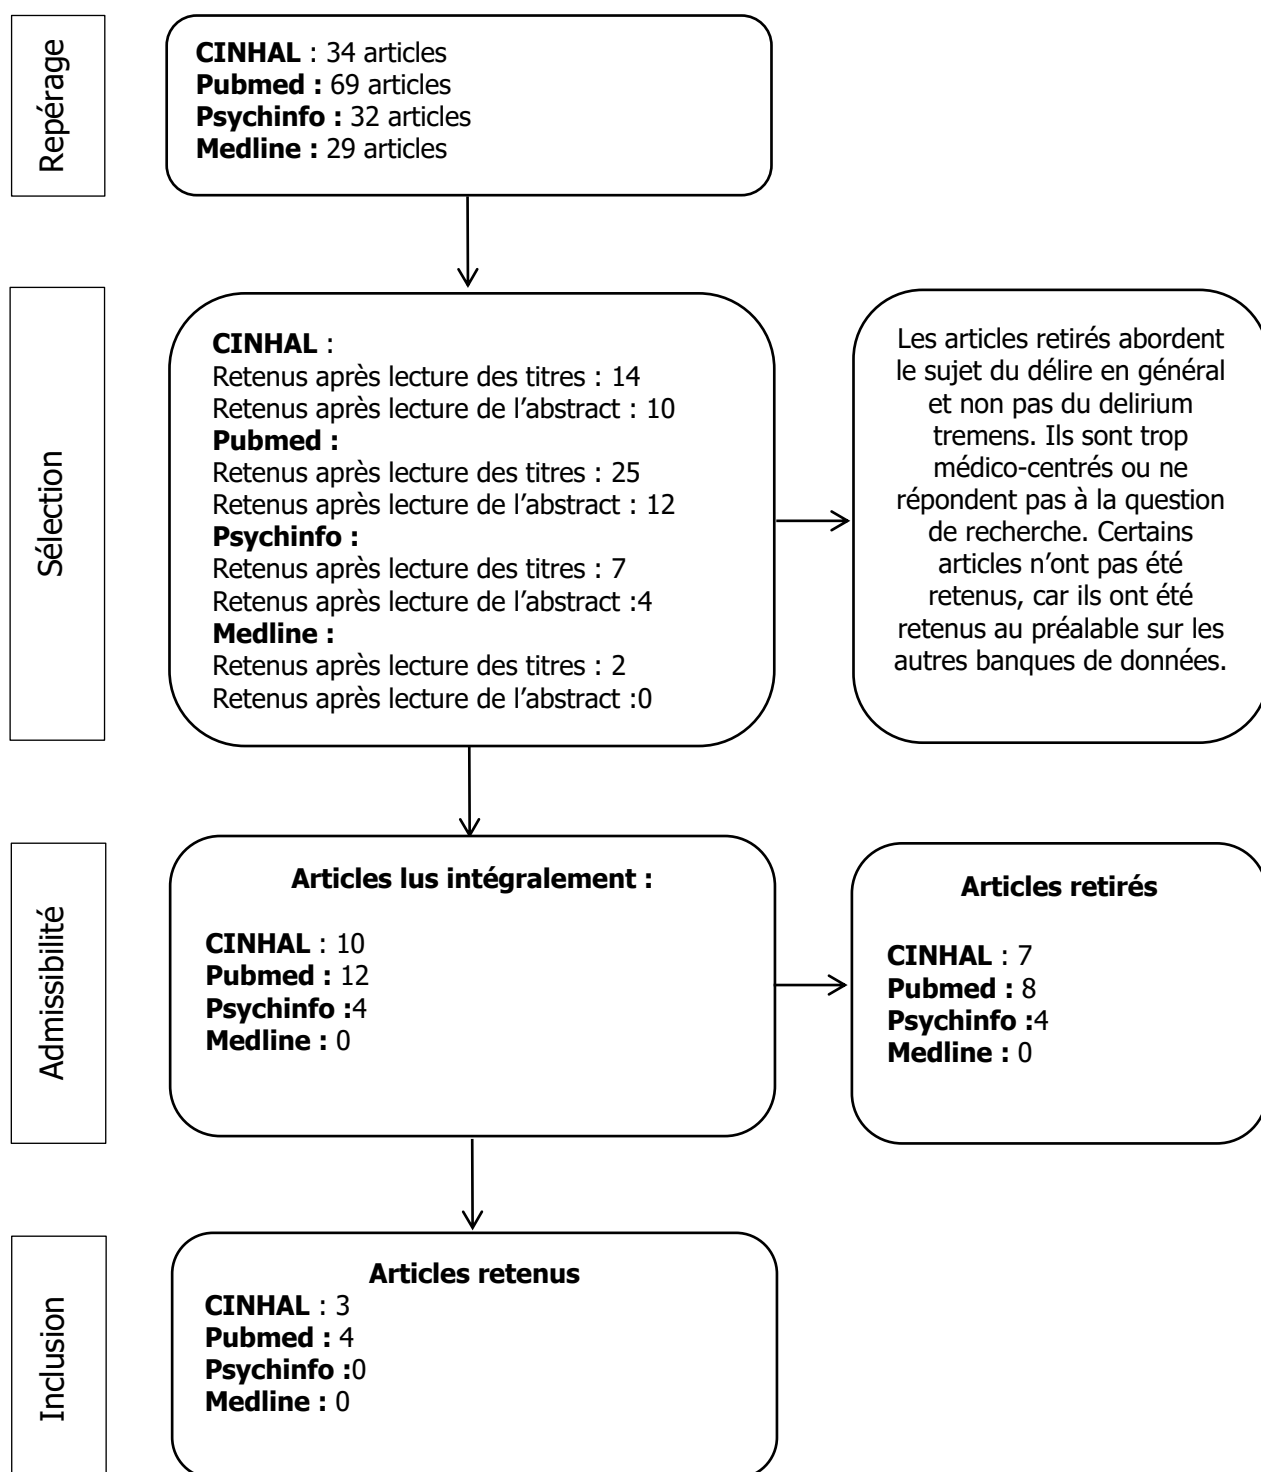 Repérage
CINHAL : 34 articles
Pubmed : 69 articles
Psychinfo : 32 articles
Medline : 29 articles
Sélection
CINHAL :
Retenus après lecture des titres : 14
Retenus après lecture de l’abstract : 10
Pubmed :
Retenus après lecture des titres : 25
Retenus après lecture de l’abstract : 12
Psychinfo :
Retenus après lecture des titres : 7
Retenus après lecture de l’abstract :4
Medline :
Retenus après lecture des titres : 2
Retenus après lecture de l’abstract :0
Les articles retirés abordent
le sujet du délire en général
et non pas du delirium
tremens. Ils sont trop
médico-centrés ou ne
répondent pas à la question
de recherche. Certains
articles n’ont pas été
retenus, car ils ont été
retenus au préalable sur les
autres banques de données.
Admissibilité
Articles lus intégralement :
CINHAL : 10
Pubmed : 12
Psychinfo :4
Medline : 0
Articles retirés
CINHAL : 7
Pubmed : 8
Psychinfo :4
Medline : 0
Inclusion
Articles retenus
CINHAL : 3
Pubmed : 4
Psychinfo :0
Medline : 0